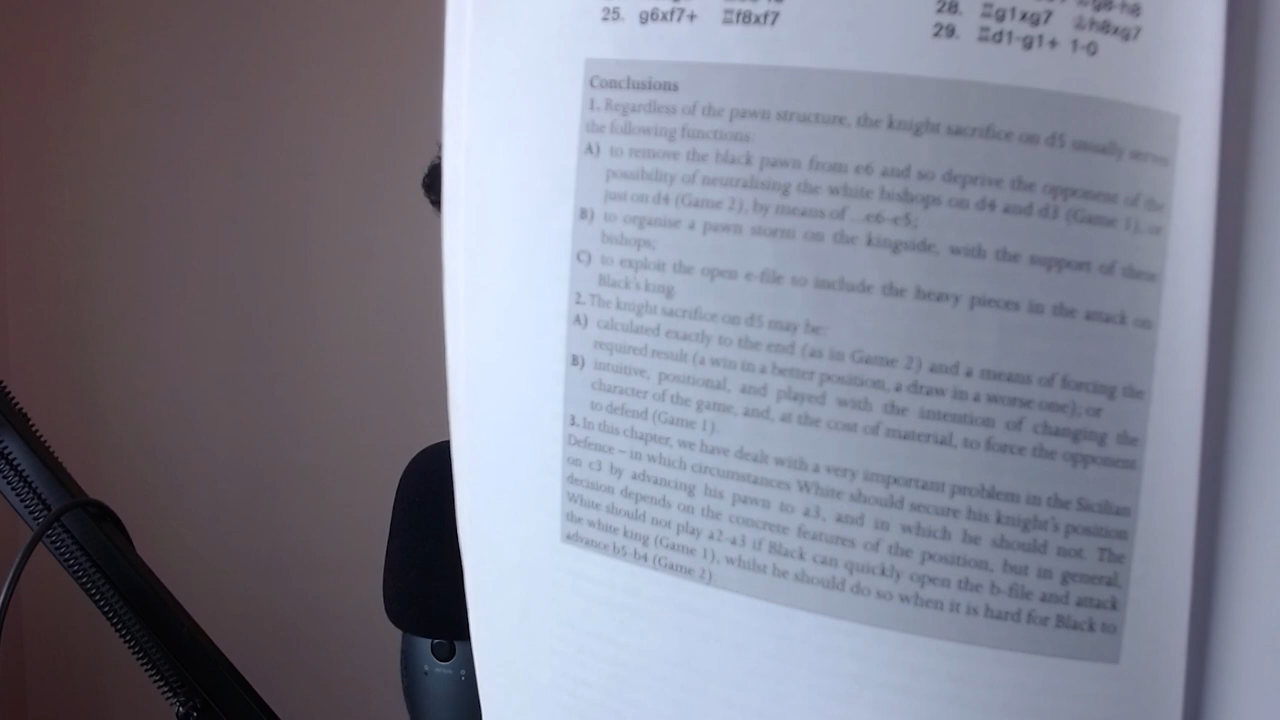 25. g6xf7+ ♖f8xf7
28. ♖g1xg7 ♔h8xg7
29. ♖d1-g1+ 1-0
Conclusions
1. Regardless of the pawn structure, the knight sacrifice on d5 usually serves
the following functions:
A) to remove the black pawn from e6 and so deprive the opponent of the
possibility of neutralising the white bishops on d4 and d3 (Game 1), or
just on d4 (Game 2), by means of ...e6-e5;
B) to organise a pawn storm on the kingside, with the support of these
bishops;
C) to exploit the open e-file to include the heavy pieces in the attack on
Black's king.
2. The knight sacrifice on d5 may be:
A) calculated exactly to the end (as in Game 2) and a means of forcing the
required result (a win in a better position, a draw in a worse one); or
B) intuitive, positional, and played with the intention of changing the
character of the game, and, at the cost of material, to force the opponent
to defend (Game 1).
3. In this chapter, we have dealt with a very important problem in the Sicilian
Defence – in which circumstances White should secure his knight's position
on c3 by advancing his pawn to a3, and in which he should not. The
decision depends on the concrete features of the position, but in general,
White should not play a2-a3 if Black can quickly open the b-file and attack
the white king (Game 1), whilst he should do so when it is hard for Black to
advance b5-b4 (Game 2).